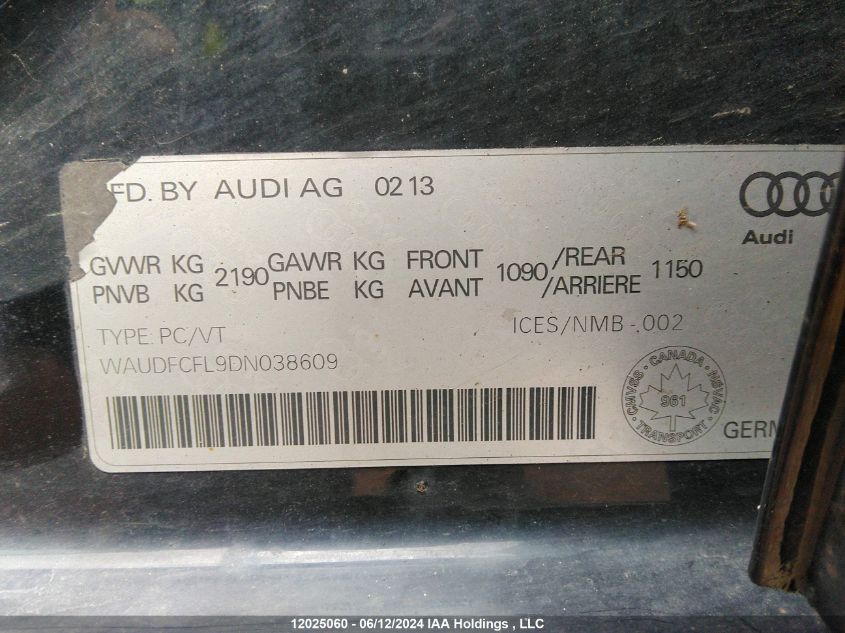 FD. BY AUDI AG 02 13
Audi
GVWR KG 2190 GAWR KG FRONT 1090 /REAR 1150
PNVB KG PNBE KG AVANT /ARRIERE
TYPE: PC/VT ICES/NMB-.002
WAUDFCFL9DN038609
CMVSS · CANADA · NSVAC
961
TRANSPORT
GERM
12025060 - 06/12/2024 IAA Holdings , LLC